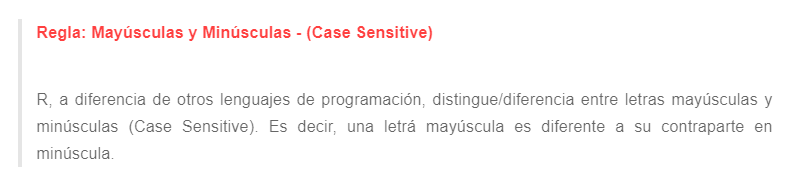 Regla: Mayúsculas y Minúsculas - (Case Sensitive)
R, a diferencia de otros lenguajes de programación, distingue/diferencia entre letras mayúsculas y
minúsculas (Case Sensitive). Es decir, una letrá mayúscula es diferente a su contraparte en
minúscula.